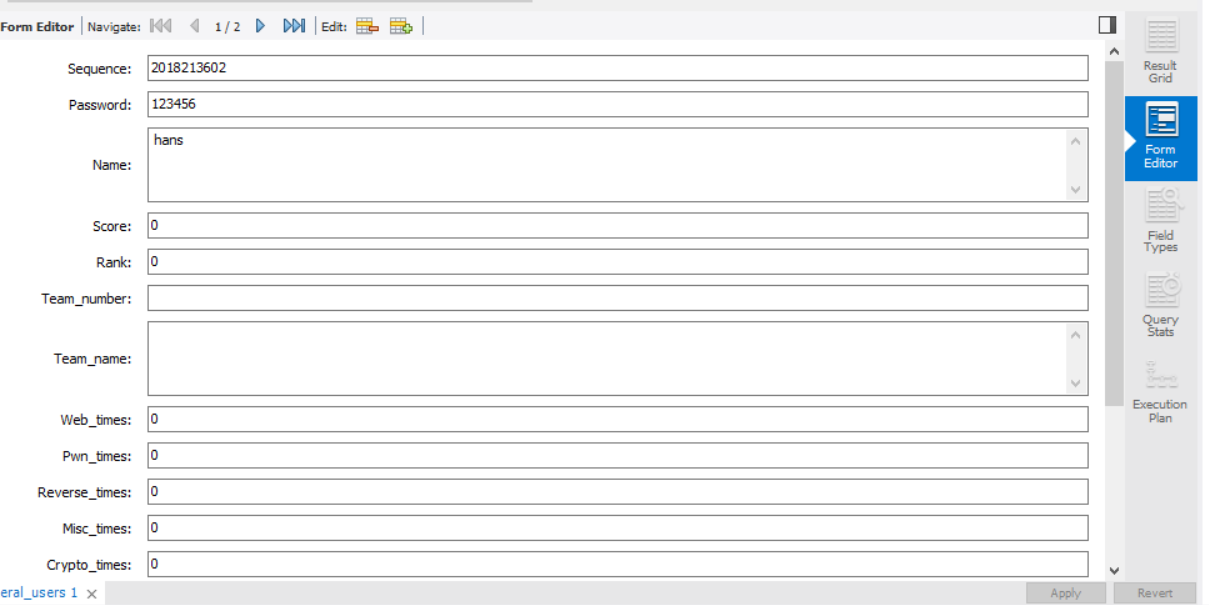 Form Editor Navigate: 1 / 2 Edit:
Sequence: 2018213602
Password: 123456
Name: hans
Score: 0
Rank: 0
Team_number:
Team_name:
Web_times: 0
Pwn_times: 0
Reverse_times: 0
Misc_times: 0
Crypto_times: 0
Result
Grid
Form
Editor
Field
Types
Query
Stats
Execution
Plan
eral_users 1 ×
Apply Revert